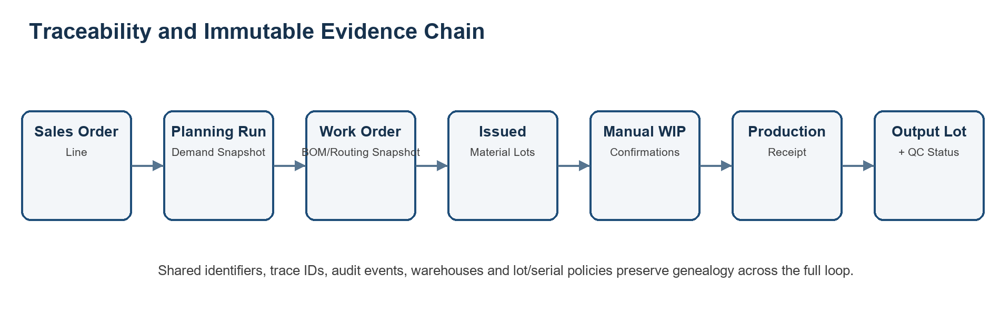 Traceability and Immutable Evidence Chain
Sales Order
Line
Planning Run
Demand Snapshot
Work Order
BOM/Routing Snapshot
Issued
Material Lots
Manual WIP
Confirmations
Production
Receipt
Output Lot
+ QC Status
Shared identifiers, trace IDs, audit events, warehouses and lot/serial policies preserve genealogy across the full loop.